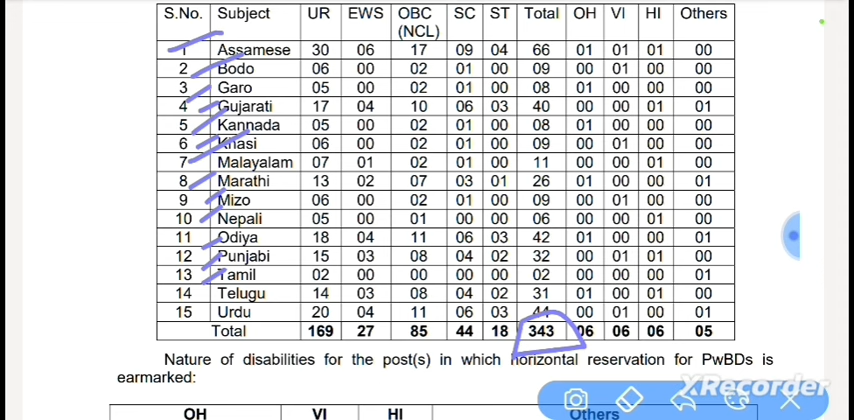 S.No. Subject UR EWS OBC (NCL) SC ST Total OH VI HI Others
1 Assamese 30 06 17 09 04 66 01 01 01 00
2 Bodo 06 00 02 01 00 09 00 01 00 00
3 Garo 05 00 02 01 00 08 01 00 00 00
4 Gujarati 17 04 10 06 03 40 00 00 01 01
5 Kannada 05 00 02 01 00 08 01 00 00 00
6 Khasi 06 00 02 01 00 09 00 01 00 00
7 Malayalam 07 01 02 01 00 11 00 00 01 00
8 Marathi 13 02 07 03 01 26 01 00 00 01
9 Mizo 06 00 02 01 00 09 00 01 00 00
10 Nepali 05 00 01 00 00 06 00 00 01 00
11 Odiya 18 04 11 06 03 42 01 00 00 01
12 Punjabi 15 03 08 04 02 32 00 01 01 00
13 Tamil 02 00 00 00 00 02 00 00 00 01
14 Telugu 14 03 08 04 02 31 01 00 01 00
15 Urdu 20 04 11 06 03 44 00 01 00 01
Total 169 27 85 44 18 343 06 06 06 05
Nature of disabilities for the post(s) in which horizontal reservation for PwBDs is
earmarked:
XRecorder
OH VI HI Others